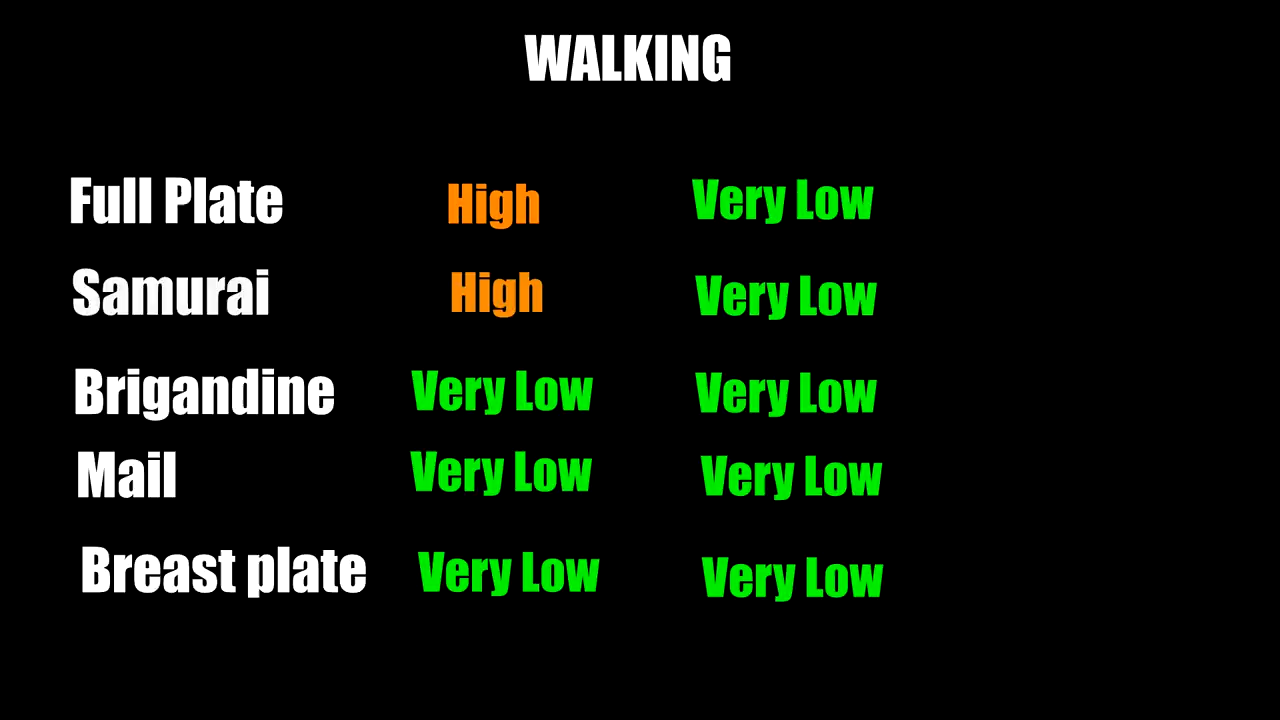 WALKING
Full Plate High Very Low
Samurai High Very Low
Brigandine Very Low Very Low
Mail Very Low Very Low
Breast plate Very Low Very Low